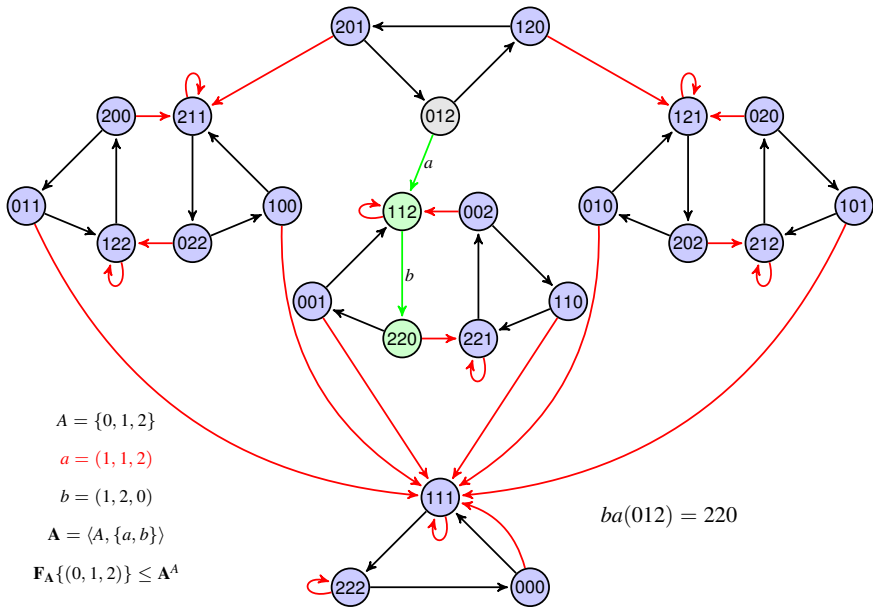 201 120
012
a
200 211 121 020
011 100 112 002 010 101
122 022 202 212
b
001 110
220 221
A = {0, 1, 2}
a = (1, 1, 2)
b = (1, 2, 0)
𝐀 = ⟨A, {a, b}⟩
𝐅_𝐀{(0, 1, 2)} ≤ 𝐀^A
111
ba(012) = 220
222 000